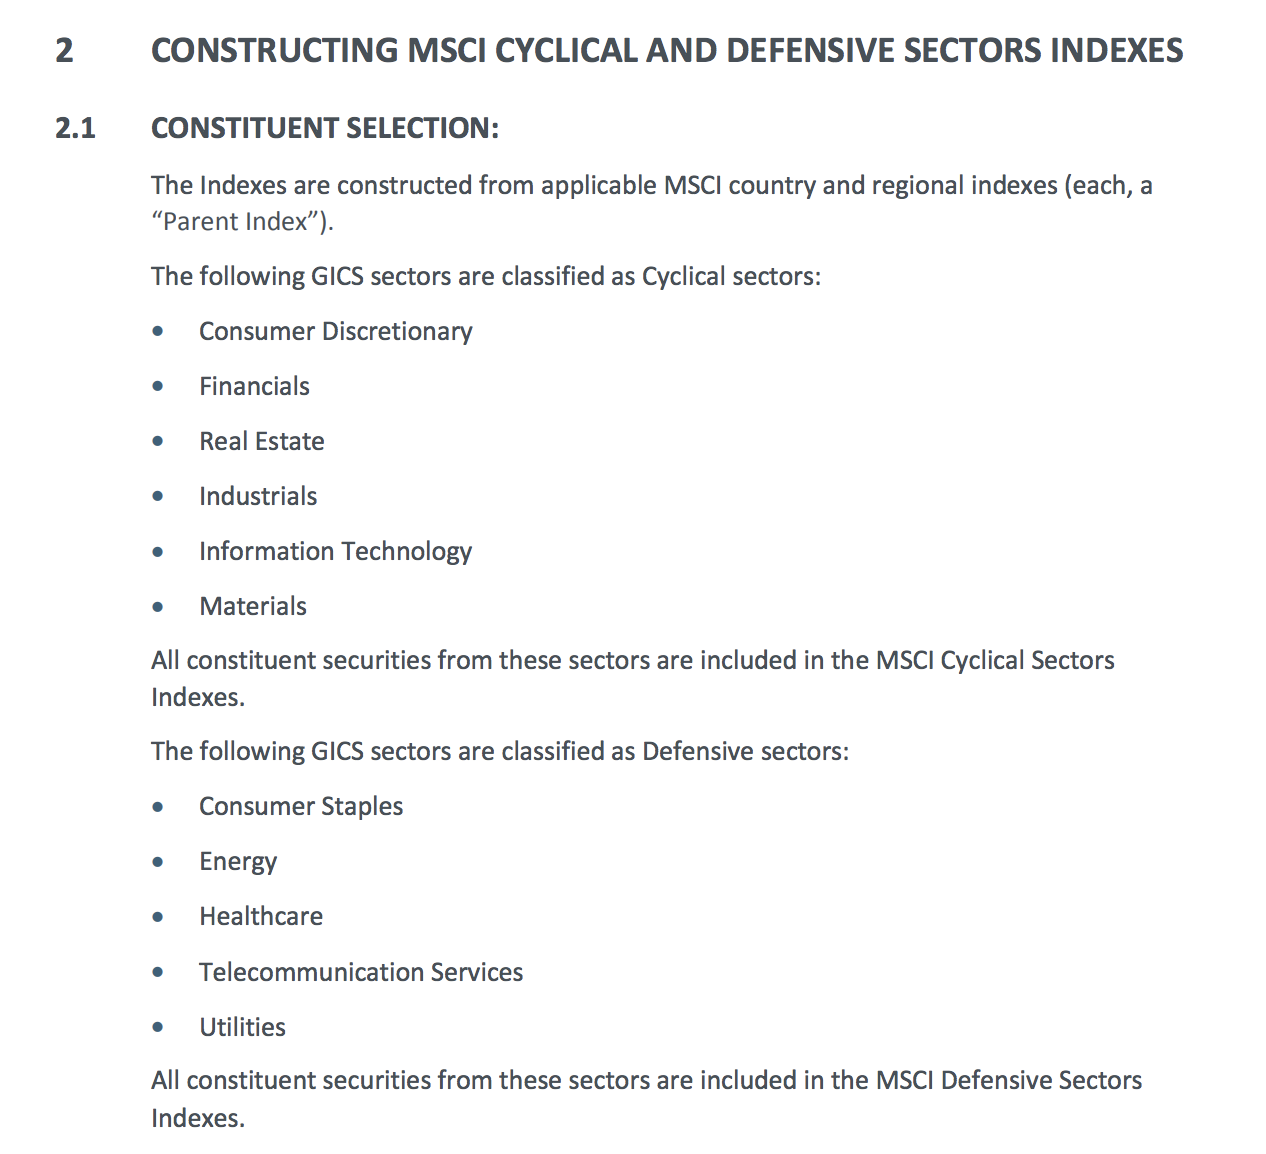 2 CONSTRUCTING MSCI CYCLICAL AND DEFENSIVE SECTORS INDEXES
2.1 CONSTITUENT SELECTION:
The Indexes are constructed from applicable MSCI country and regional indexes (each, a
“Parent Index”).
The following GICS sectors are classified as Cyclical sectors:
• Consumer Discretionary
• Financials
• Real Estate
• Industrials
• Information Technology
• Materials
All constituent securities from these sectors are included in the MSCI Cyclical Sectors
Indexes.
The following GICS sectors are classified as Defensive sectors:
• Consumer Staples
• Energy
• Healthcare
• Telecommunication Services
• Utilities
All constituent securities from these sectors are included in the MSCI Defensive Sectors
Indexes.